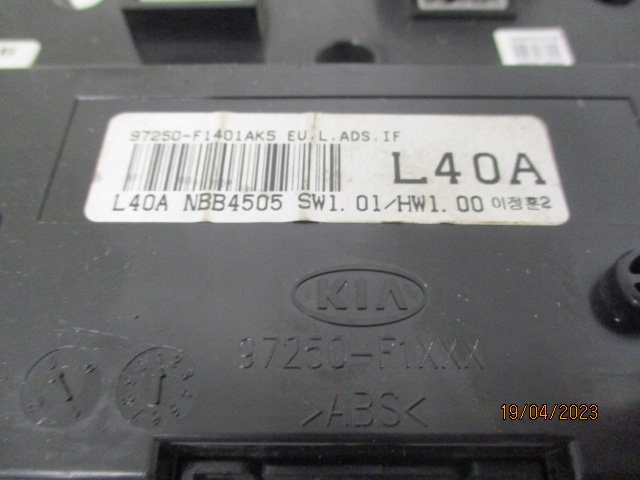 97250-F1401AK5 EU.L.ADS.IF
L40A
L40A NBB4505 SW1.01/HW1.00 이정훈2
KIA
97250-F1XXX
>ABS<
19/04/2023